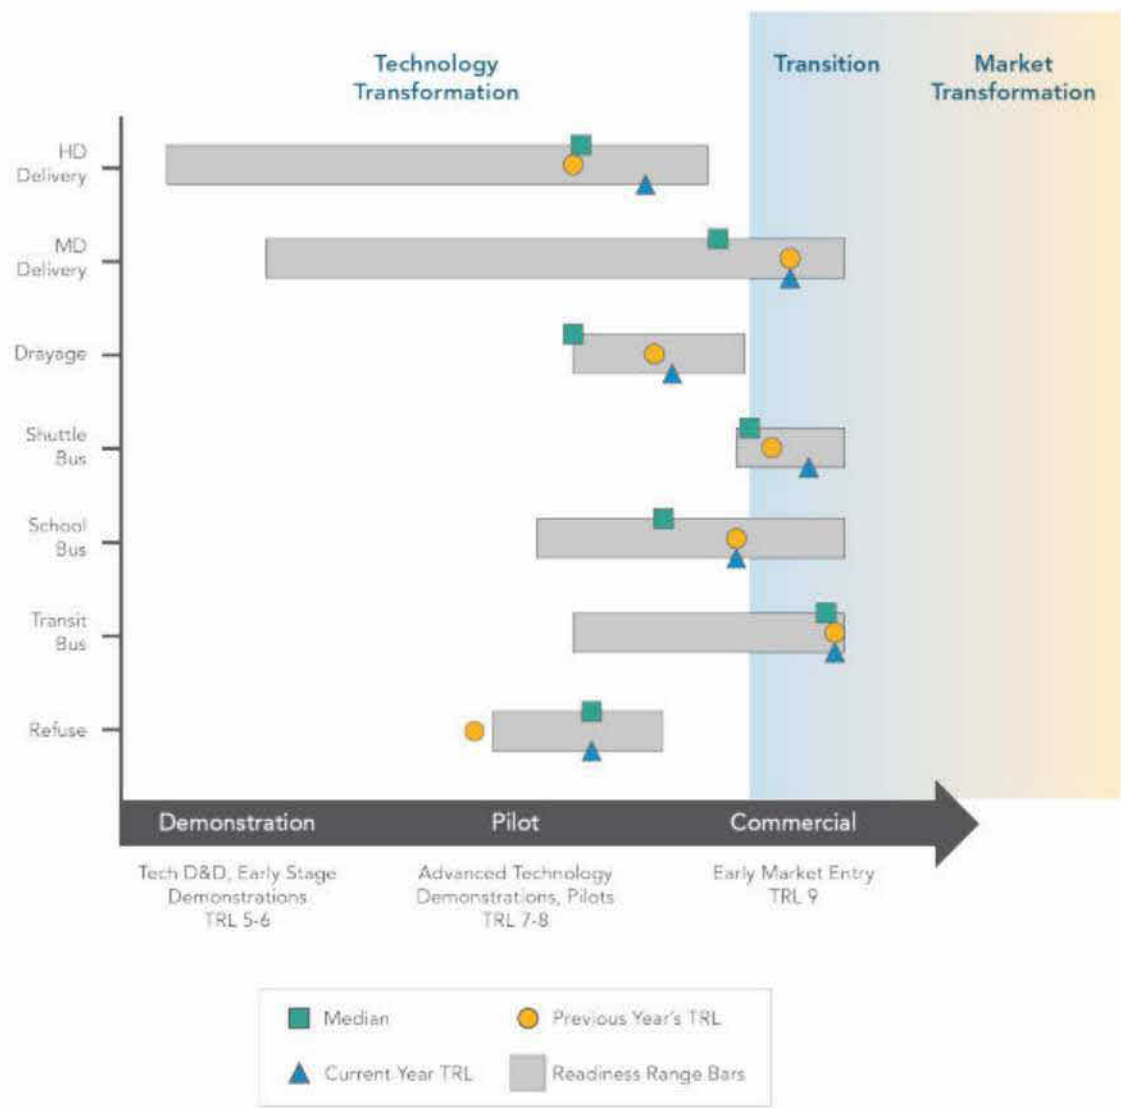 Technology
Transformation
Transition
Market
Transformation
HD
Delivery
MD
Delivery
Drayage
Shuttle
Bus
School
Bus
Transit
Bus
Refuse
Demonstration
Pilot
Commercial
Tech D&D, Early Stage
Demonstrations
TRL 5-6
Advanced Technology
Demonstrations, Pilots
TRL 7-8
Early Market Entry
TRL 9
Median
Previous Year's TRL
Current Year TRL
Readiness Range Bars